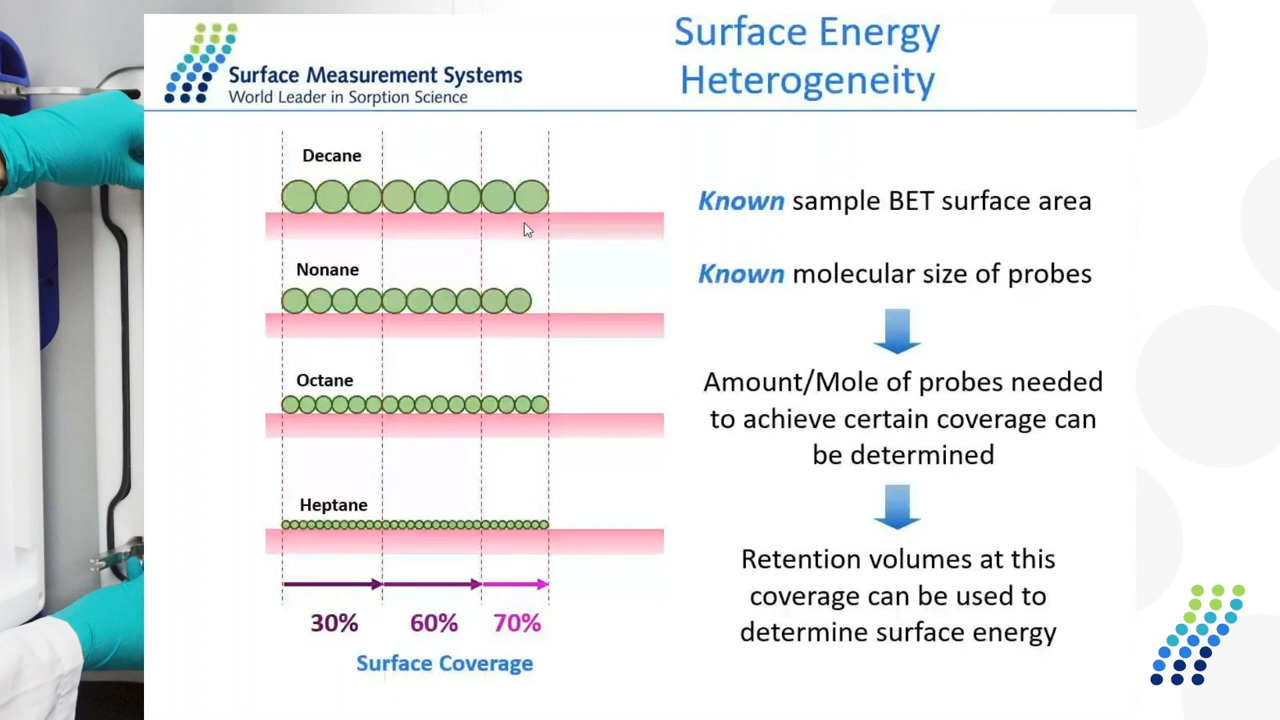 Surface Measurement Systems
World Leader in Sorption Science
Surface Energy
Heterogeneity
Decane
Nonane
Octane
Heptane
30% 60% 70%
Surface Coverage
Known sample BET surface area
Known molecular size of probes
Amount/Mole of probes needed
to achieve certain coverage can
be determined
Retention volumes at this
coverage can be used to
determine surface energy